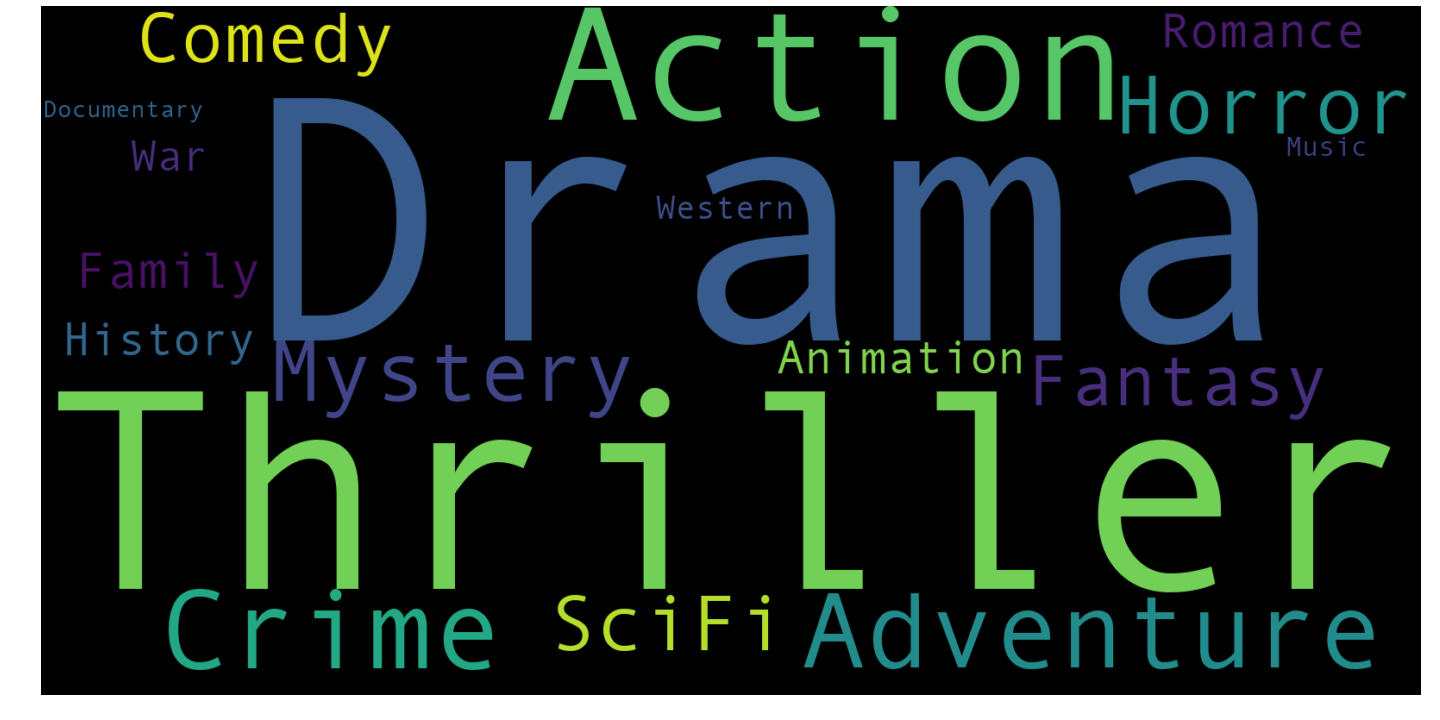 Comedy
Action
Romance
Horror
Documentary
War
Music
Drama
Western
Family
History
Mystery
Animation
Fantasy
Thriller
Crime
SciFi
Adventure